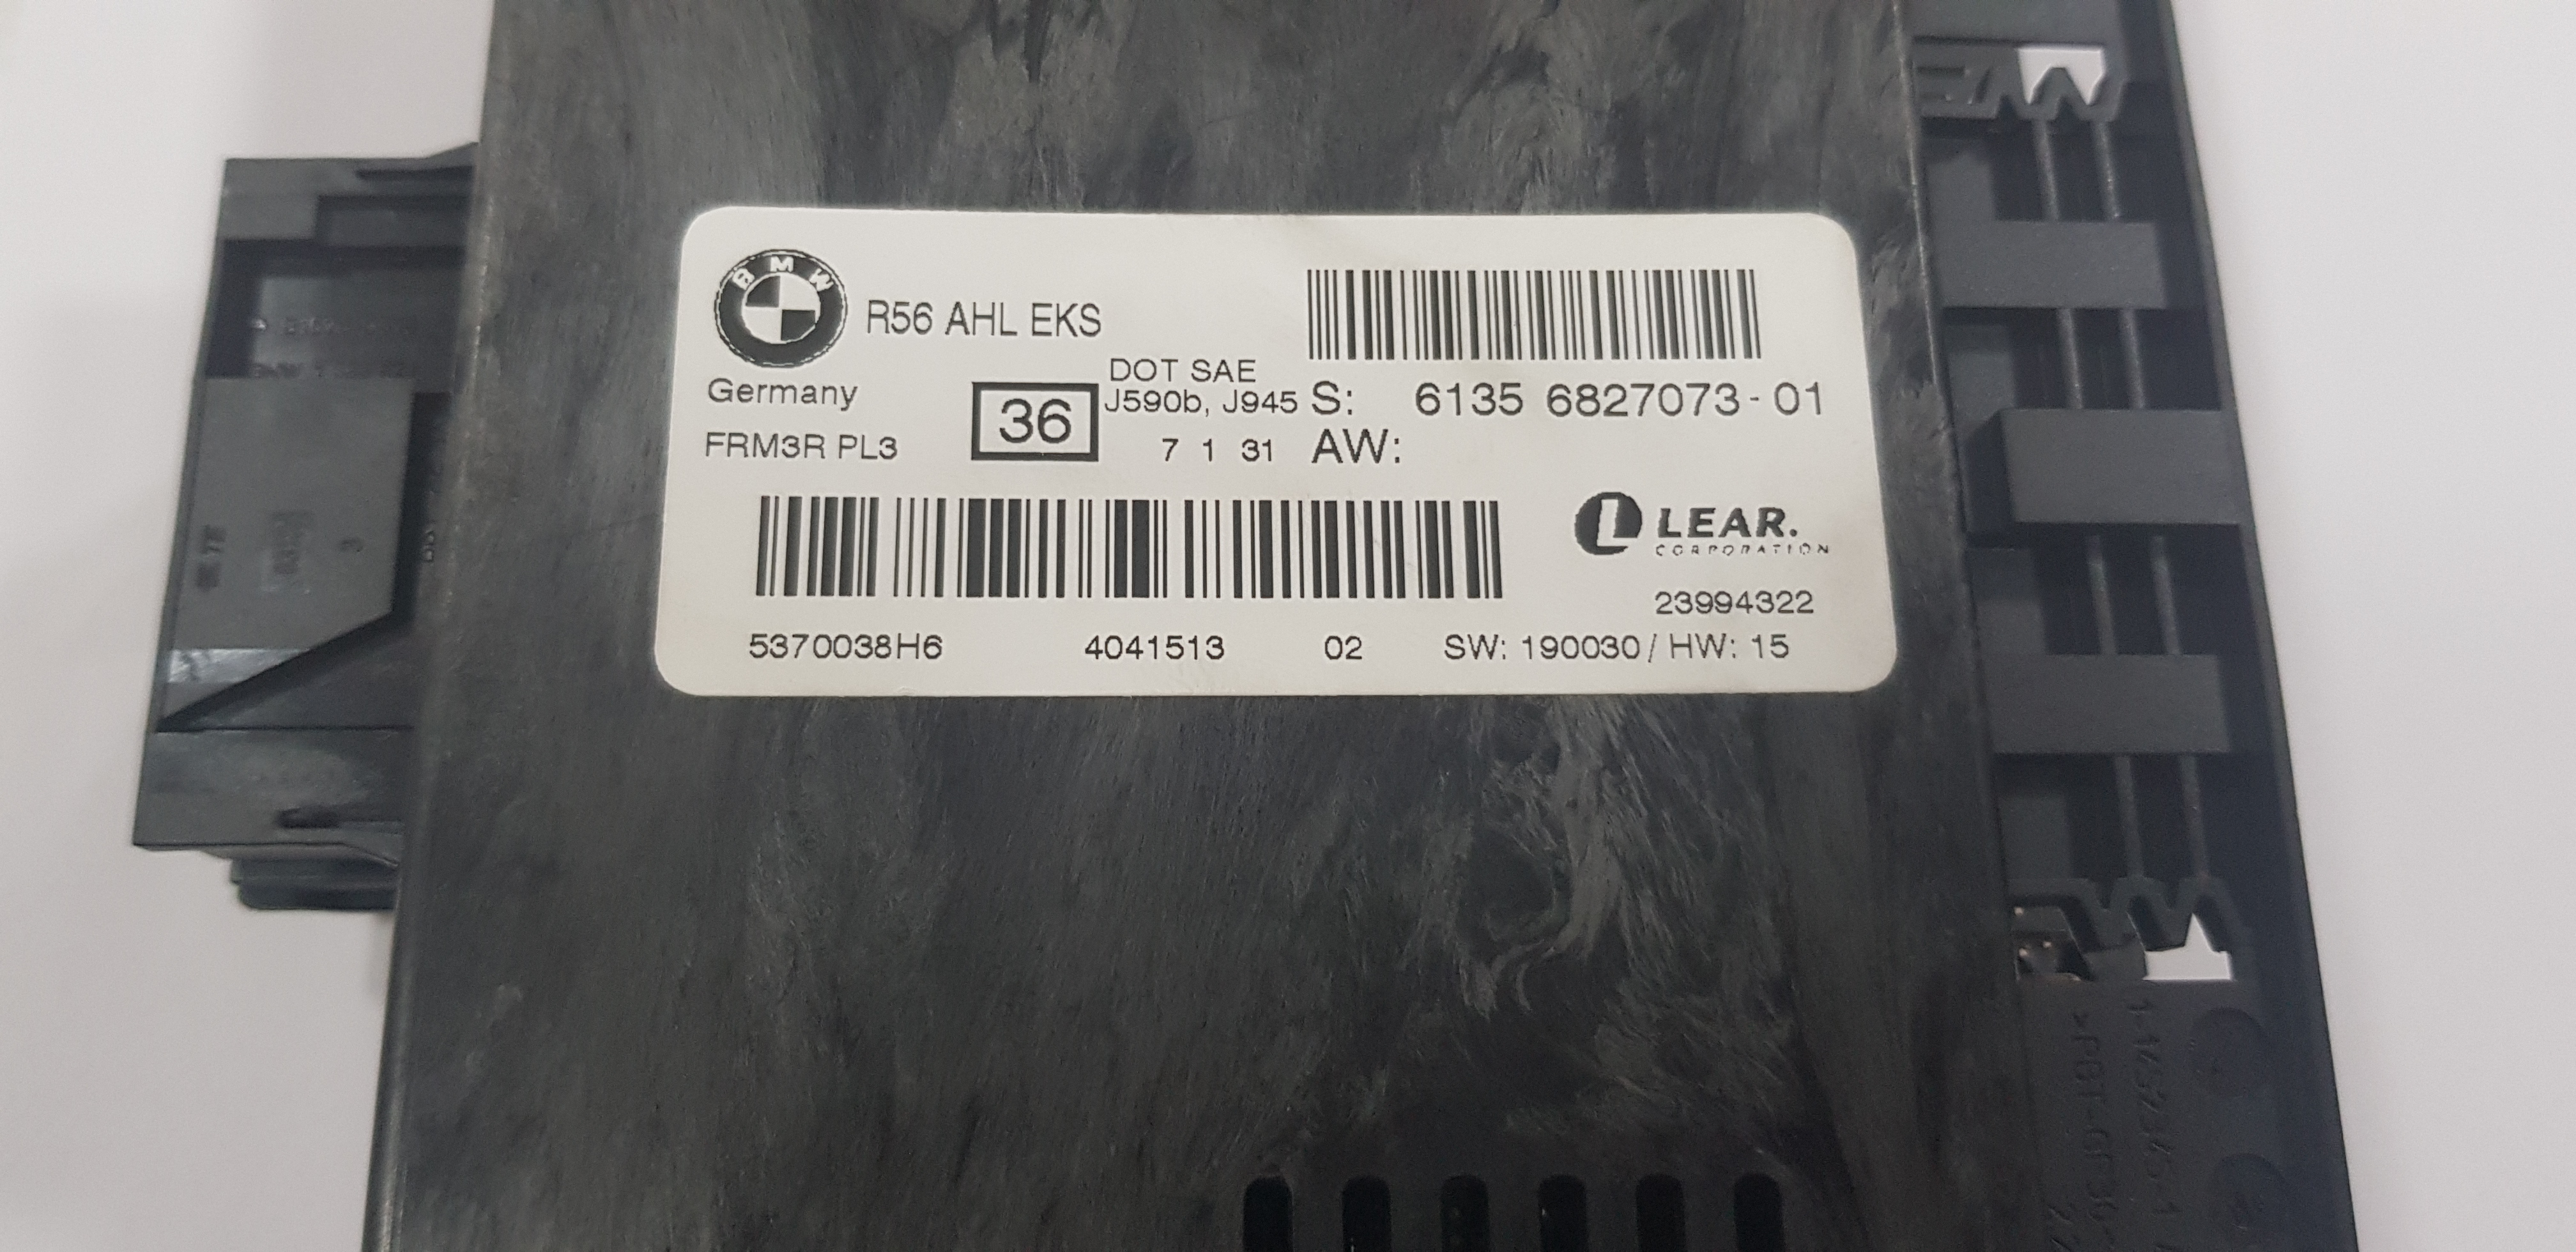 BMW
R56 AHL EKS
Germany
36
DOT SAE
J590b, J945
S: 6135 6827073-01
FRM3R PL3
7 1 31
AW:
LEAR.
CORPORATION
23994322
5370038H6 4041513 02 SW: 190030/ HW: 15